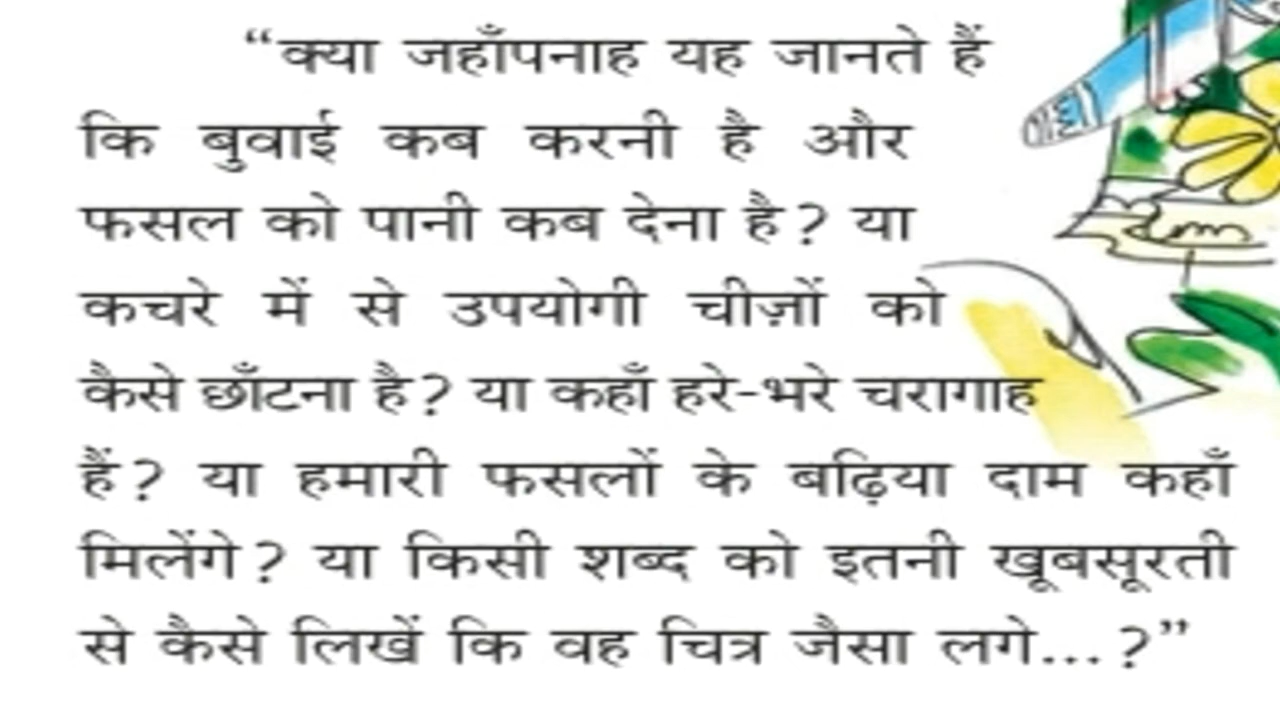 “क्या जहाँपनाह यह जानते हैं
कि बुवाई कब करनी है और
फसल को पानी कब देना है? या
कचरे में से उपयोगी चीज़ों को
कैसे छाँटना है? या कहाँ हरे-भरे चरागाह
हैं? या हमारी फसलों के बढ़िया दाम कहाँ
मिलेंगे? या किसी शब्द को इतनी खूबसूरती
से कैसे लिखें कि वह चित्र जैसा लगे...?”